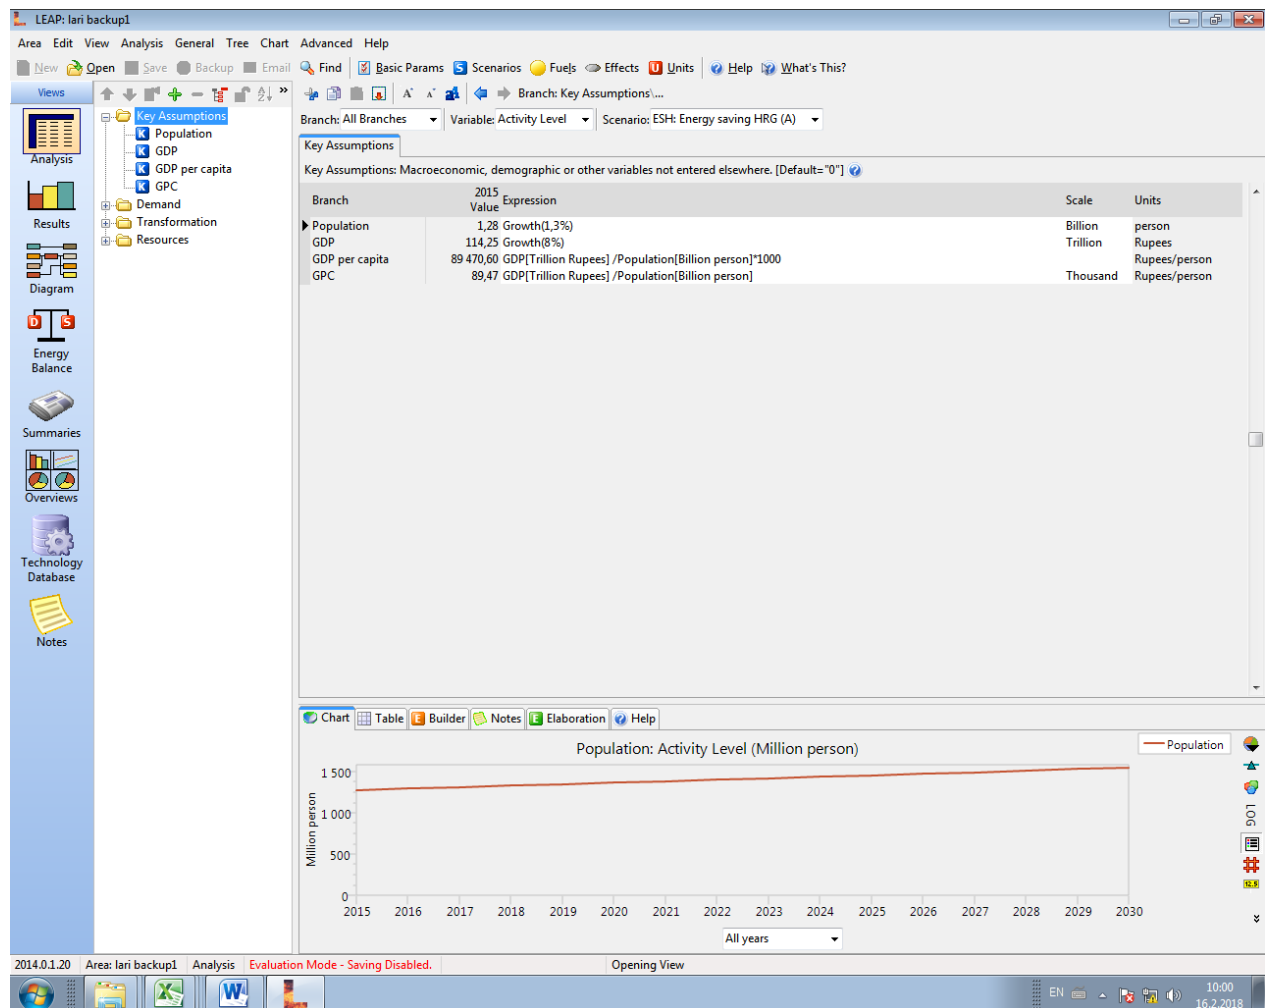 LEAP: lari backup1
Area Edit View Analysis General Tree Chart Advanced Help
New Open Save Backup Email Find Basic Params Scenarios Fuels Effects Units Help What's This?
Views
Branch: Key Assumptions\...
Branch: All Branches Variable: Activity Level Scenario: ESH: Energy saving HRG (A)
Analysis
Results
Diagram
Energy
Balance
Summaries
Overviews
Technology
Database
Notes
Key Assumptions
Population
GDP
GDP per capita
GPC
Demand
Transformation
Resources
Key Assumptions
Key Assumptions: Macroeconomic, demographic or other variables not entered elsewhere. [Default="0"]
Branch 2015 Value Expression Scale Units
Population 1,28 Growth(1,3%) Billion person
GDP 114,25 Growth(8%) Trillion Rupees
GDP per capita 89 470,60 GDP[Trillion Rupees] /Population[Billion person]*1000 Rupees/person
GPC 89,47 GDP[Trillion Rupees] /Population[Billion person] Thousand Rupees/person
Chart Table Builder Notes Elaboration Help
Population: Activity Level (Million person)
Population
Million person
1 500
1 000
500
0
2015 2016 2017 2018 2019 2020 2021 2022 2023 2024 2025 2026 2027 2028 2029 2030
All years
LOG
12.5
2014.0.1.20 Area: lari backup1 Analysis Evaluation Mode - Saving Disabled. Opening View
EN
10:00
16.2.2018